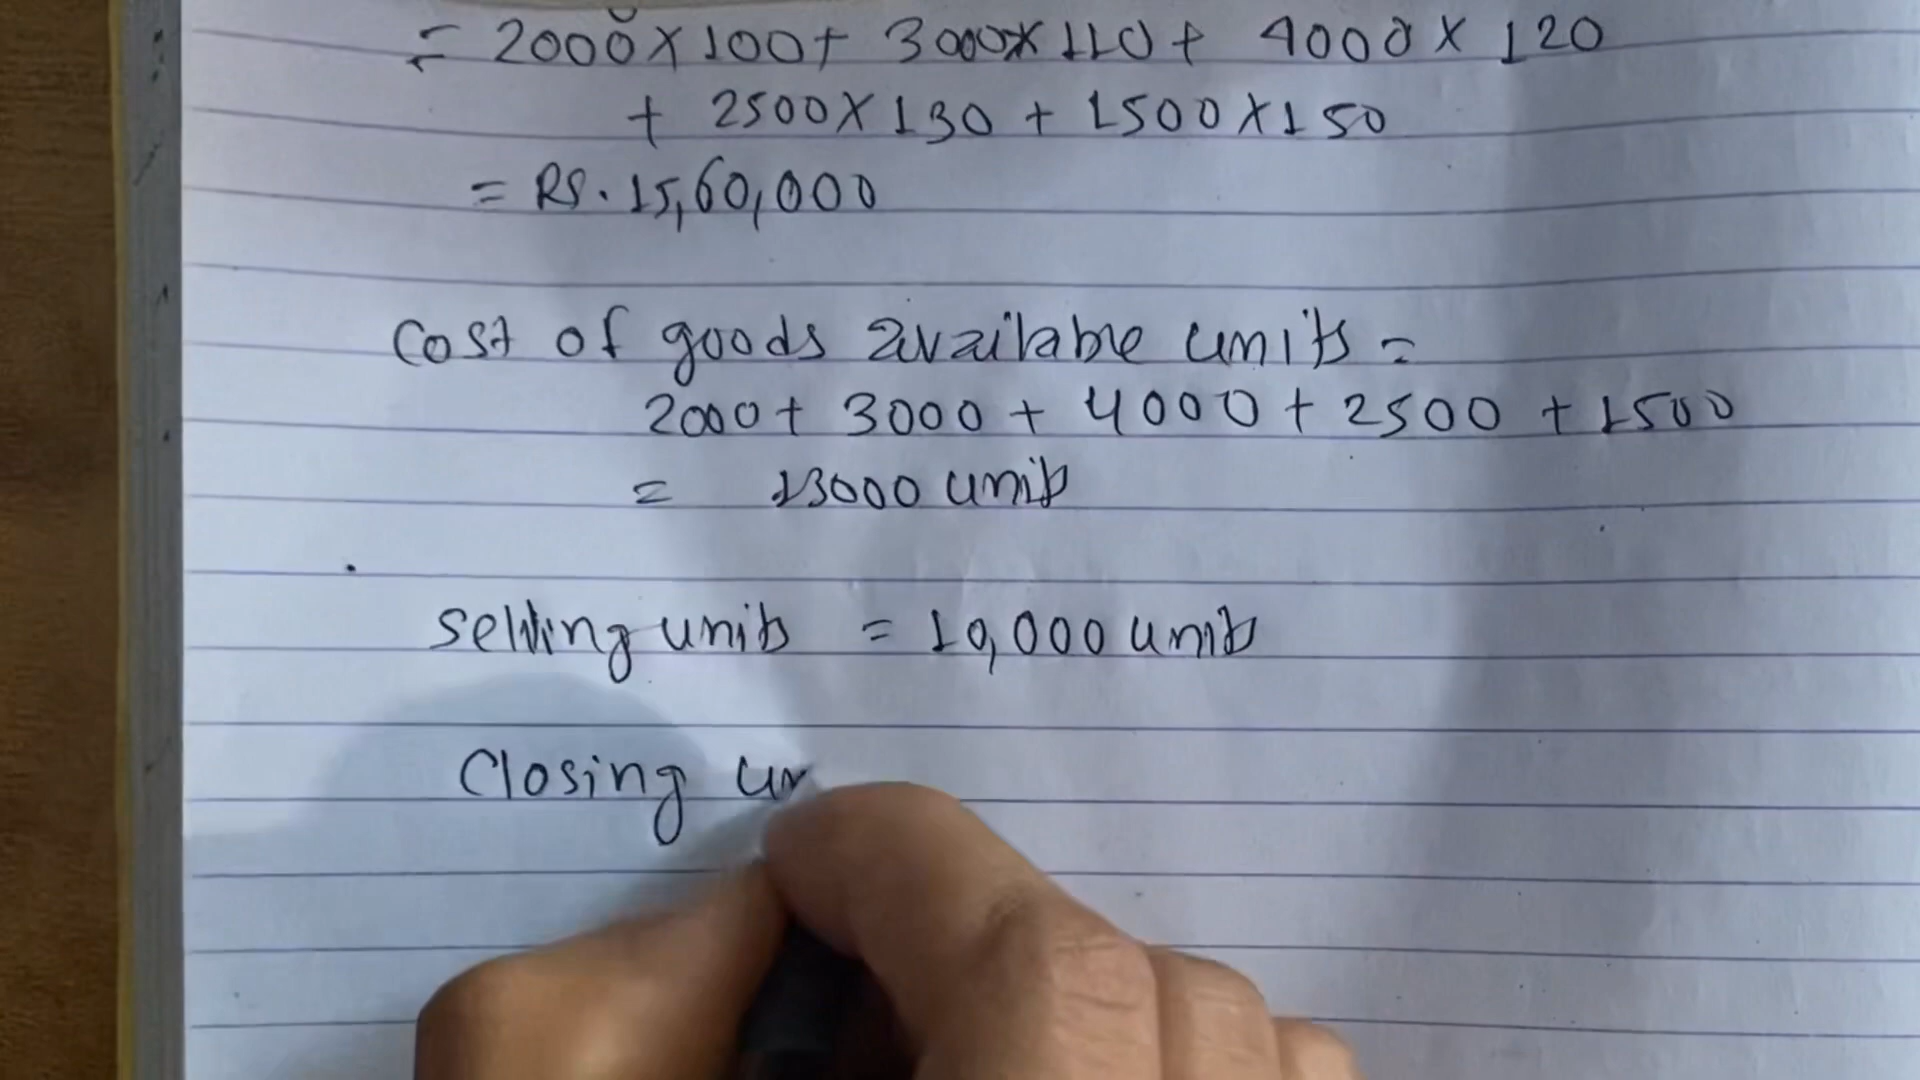 = 2000 X 100 + 3000 X 110 + 4000 X 120
+ 2500 X 130 + 1500 X 150
= RS. 15,60,000
Cost of goods available units =
2000 + 3000 + 4000 + 2500 + 1500
= 13000 units
Selling units = 10,000 units
Closing un